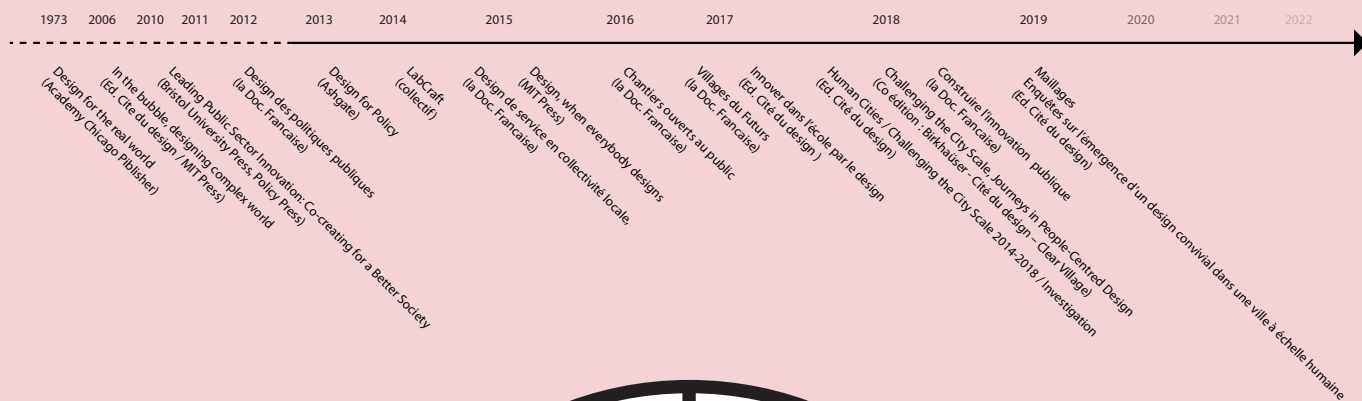 1973 2006 2010 2011 2012 2013 2014 2015 2016 2017 2018 2019 2020 2021 2022
Design for the real world
(Academy Chicago Piblisher)
In the bubble, designing complex world
(Ed. Cite du design / MIT Press)
Leading Public Sector Innovation: Co-creating for a Better Society
(Bristol University Press, Policy Press)
Design des politiques publiques
(la Doc. Française)
Design for Policy
(Ashgate)
LabCraft
(collectif)
Design de service en collectivité locale,
(la Doc. Française)
Design, when everybody designs
(MIT Press)
Chantiers ouverts au public
(la Doc. Française)
Villages du Futurs
(la Doc. Française)
Innover dans l'école par le design
(Ed. Cité du design )
Human Cities / Challenging the City Scale 2014-2018 / Investigation
(Ed. Cité du design)
Challenging the City Scale, Journeys in People-Centred Design
(Co édition : Birkhaüser - Cité du design – Clear Village)
Construire l'innovation publique
(la Doc. Française)
Maillages
Enquêtes sur l'émergence d'un design convivial dans une ville à échelle humaine
(Ed. Cité du design)